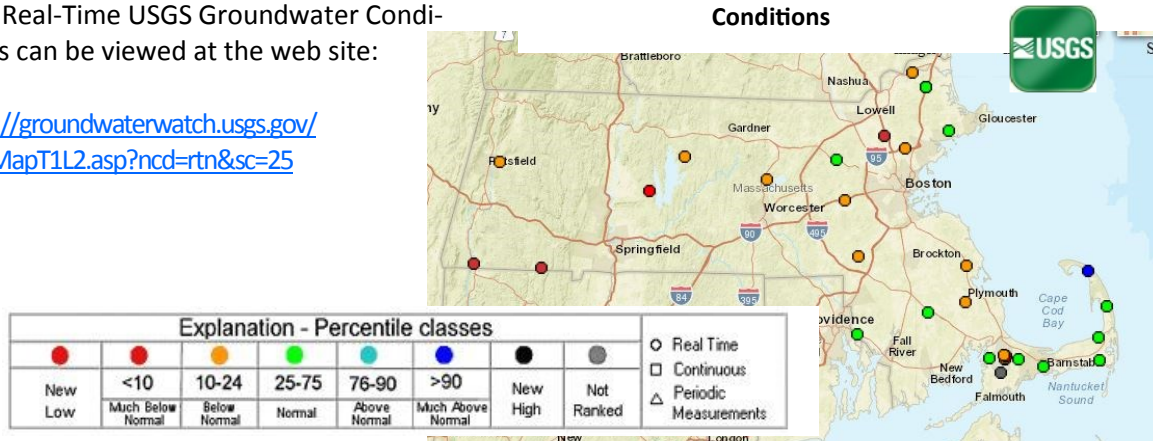 Real-Time USGS Groundwater Condi-
s can be viewed at the web site:
://groundwaterwatch.usgs.gov/
MapT1L2.asp?ncd=rtn&sc=25
Conditions
USGS
7
S
Brattleboro
Nashua
Lowell
Gloucester
Gardner
Pittsfield
95
Massachusetts
Boston
Worcester
90
495
Springfield
Brockton
84
395
Plymouth
Cape
Cod
Bay
ovidence
Fall
River
New
Bedford
Barnstab
Falmouth
Nantucket
Sound
New
London
Explanation - Percentile classes
New
Low
<10
Much Below
Normal
10-24
Below
Normal
25-75
Normal
76-90
Above
Normal
>90
Much Above
Normal
New
High
Not
Ranked
Real Time
Continuous
Periodic
Measurements